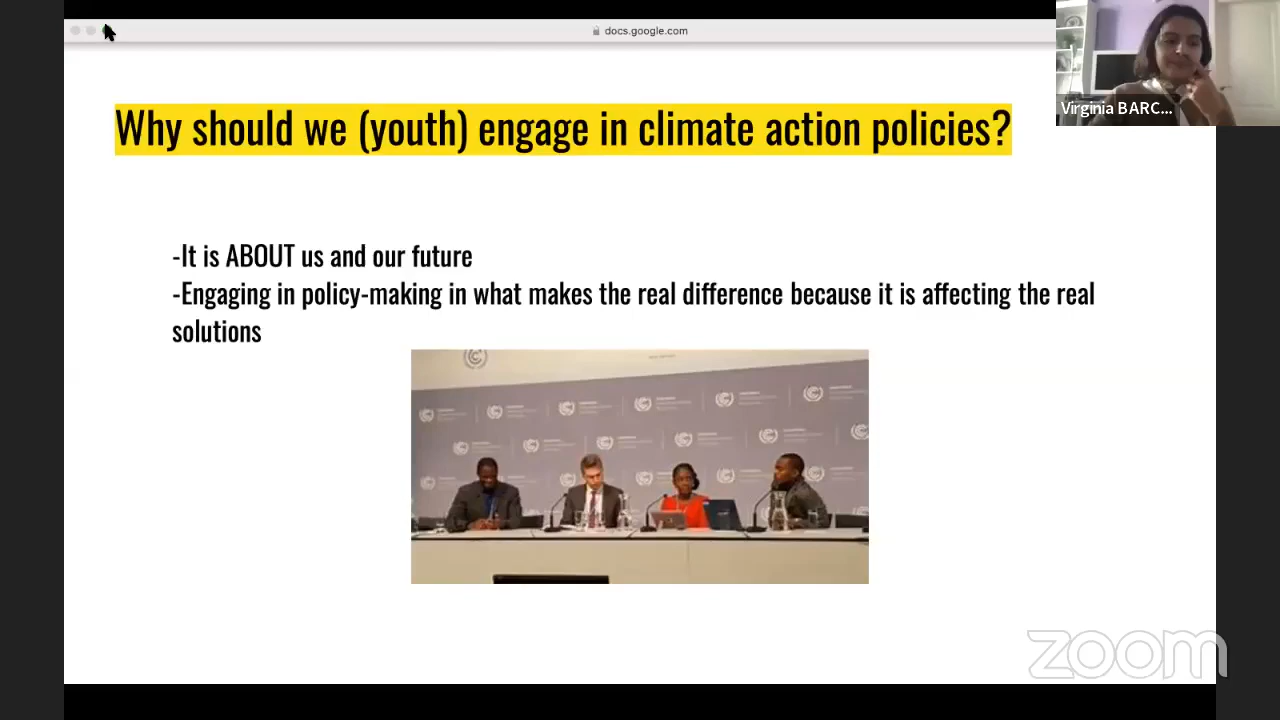 docs.google.com
Virginia BARC...
Why should we (youth) engage in climate action policies?
-It is ABOUT us and our future
-Engaging in policy-making in what makes the real difference because it is affecting the real
solutions
zoom